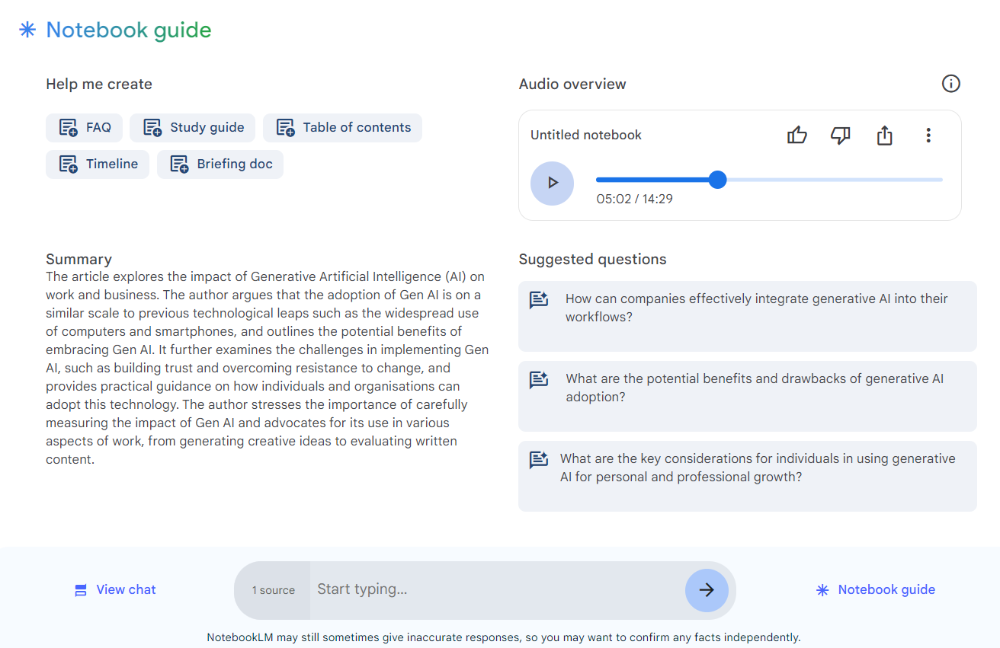 Notebook guide
Help me create
FAQ
Study guide
Table of contents
Timeline
Briefing doc
Audio overview
Untitled notebook
05:02 / 14:29
Summary
The article explores the impact of Generative Artificial Intelligence (AI) on
work and business. The author argues that the adoption of Gen AI is on a
similar scale to previous technological leaps such as the widespread use
of computers and smartphones, and outlines the potential benefits of
embracing Gen AI. It further examines the challenges in implementing Gen
AI, such as building trust and overcoming resistance to change, and
provides practical guidance on how individuals and organisations can
adopt this technology. The author stresses the importance of carefully
measuring the impact of Gen AI and advocates for its use in various
aspects of work, from generating creative ideas to evaluating written
content.
Suggested questions
How can companies effectively integrate generative AI into their
workflows?
What are the potential benefits and drawbacks of generative AI
adoption?
What are the key considerations for individuals in using generative
AI for personal and professional growth?
View chat
1 source
Start typing...
Notebook guide
NotebookLM may still sometimes give inaccurate responses, so you may want to confirm any facts independently.